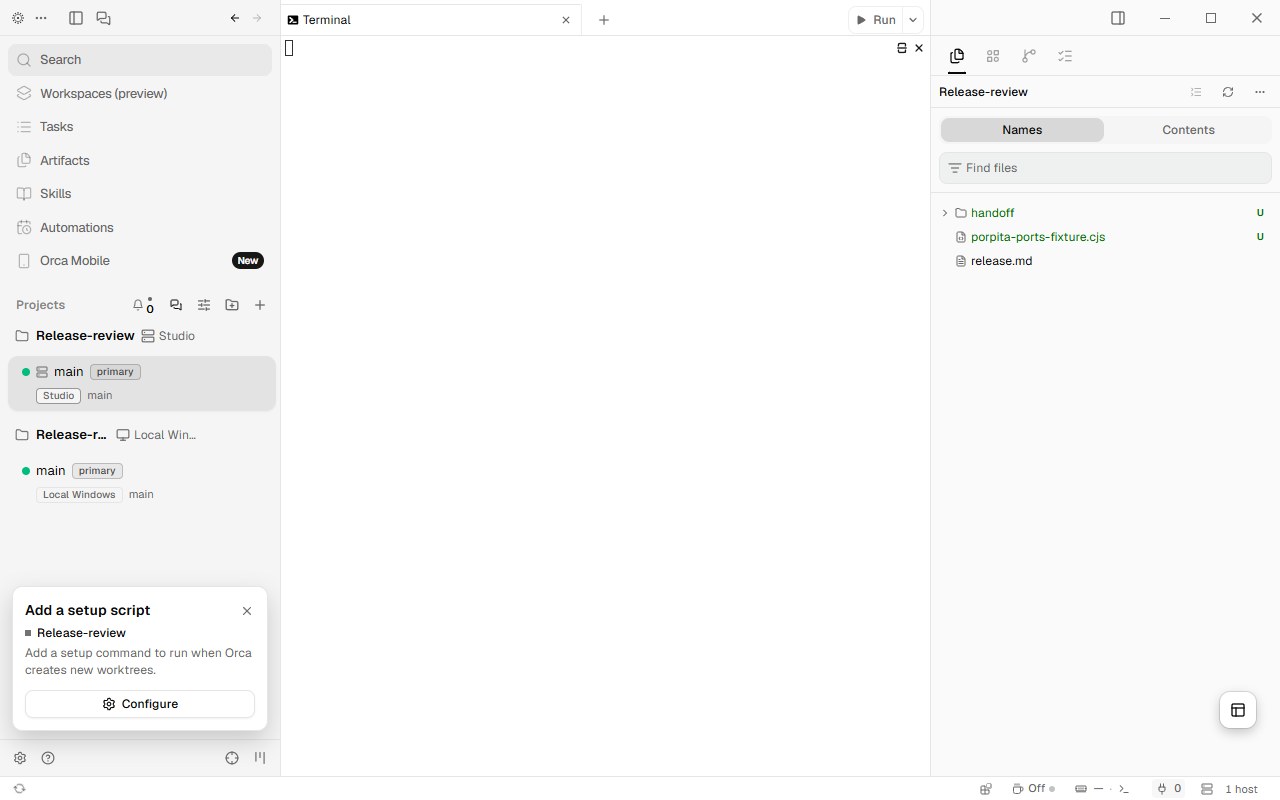 Terminal
Run
Search
Workspaces (preview)
Tasks
Artifacts
Skills
Automations
Orca Mobile
New
Projects
0
Release-review
Studio
main
primary
Studio
main
Release-r...
Local Win...
main
primary
Local Windows
main
Add a setup script
Release-review
Add a setup command to run when Orca
creates new worktrees.
Configure
Release-review
Names
Contents
Find files
handoff
U
porpita-ports-fixture.cjs
U
release.md
Off
— ·
0
1 host